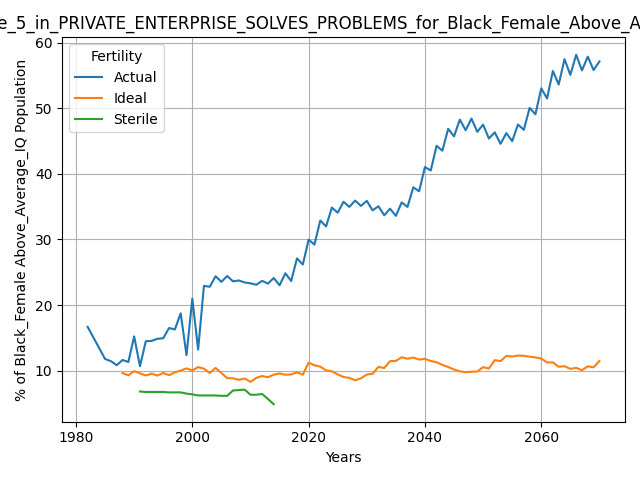 e_5_in_PRIVATE_ENTERPRISE_SOLVES_PROBLEMS_for_Black_Female_Above_A
Fertility
Actual
Ideal
Sterile
% of Black_Female Above_Average_IQ Population
60
50
40
30
20
10
1980
2000
2020
2040
2060
Years